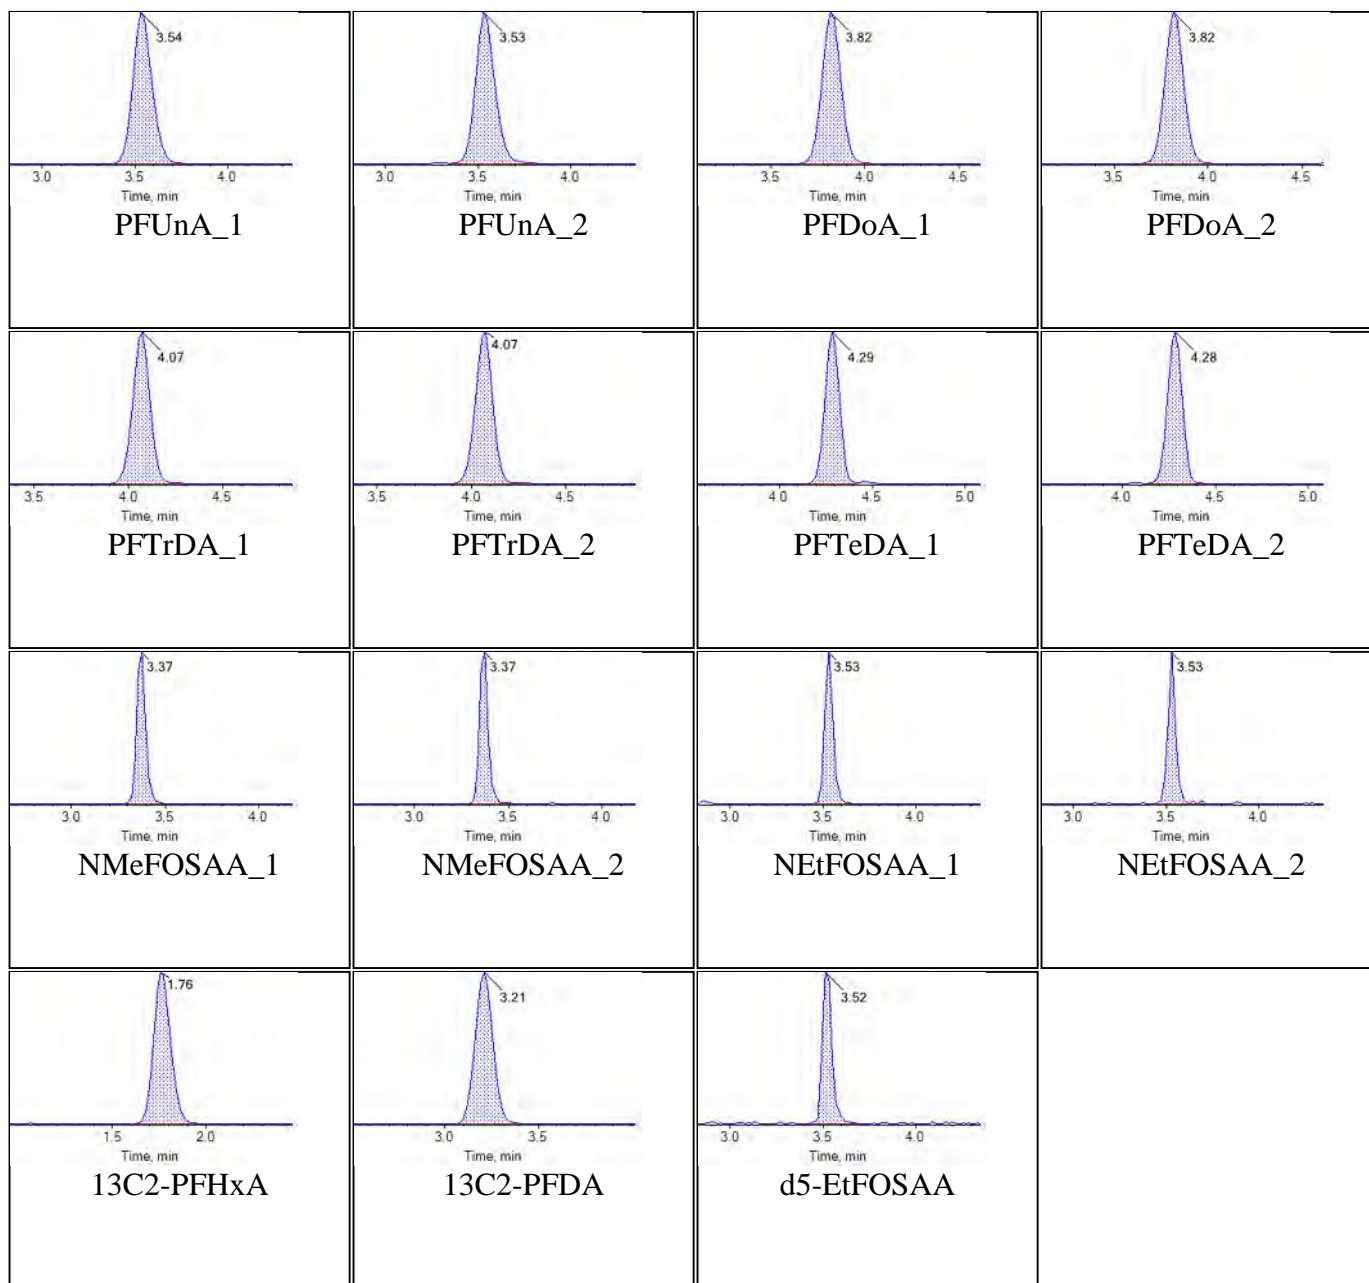 3.54
3.0 3.5 4.0
Time, min
PFUnA_1
3.53
3.0 3.5 4.0
Time, min
PFUnA_2
3.82
3.5 4.0 4.5
Time, min
PFDoA_1
3.82
3.5 4.0 4.5
Time, min
PFDoA_2
4.07
3.5 4.0 4.5
Time, min
PFTrDA_1
4.07
3.5 4.0 4.5
Time, min
PFTrDA_2
4.29
4.0 4.5 5.0
Time, min
PFTeDA_1
4.28
4.0 4.5 5.0
Time, min
PFTeDA_2
3.37
3.0 3.5 4.0
Time, min
NMeFOSAA_1
3.37
3.0 3.5 4.0
Time, min
NMeFOSAA_2
3.53
3.0 3.5 4.0
Time, min
NEtFOSAA_1
3.53
3.0 3.5 4.0
Time, min
NEtFOSAA_2
1.76
1.5 2.0
Time, min
13C2-PFHxA
3.21
3.0 3.5
Time, min
13C2-PFDA
3.52
3.0 3.5 4.0
Time, min
d5-EtFOSAA